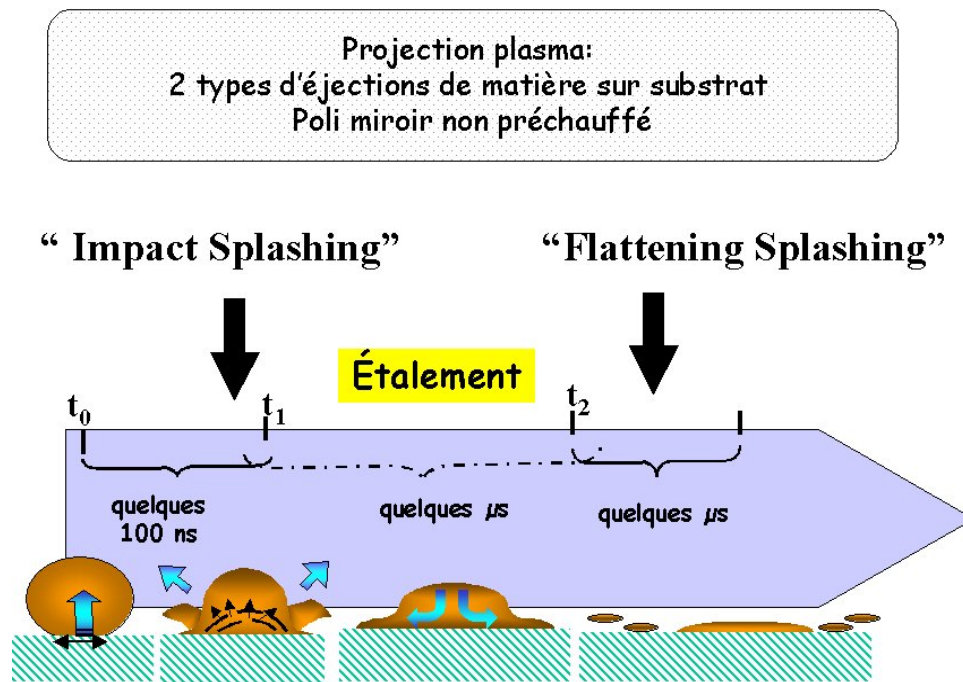 Projection plasma:
2 types d'éjections de matière sur substrat
Poli miroir non préchauffé
“ Impact Splashing”
“Flattening Splashing”
Étalement
t0
t1
t2
quelques
100 ns
quelques µs
quelques µs